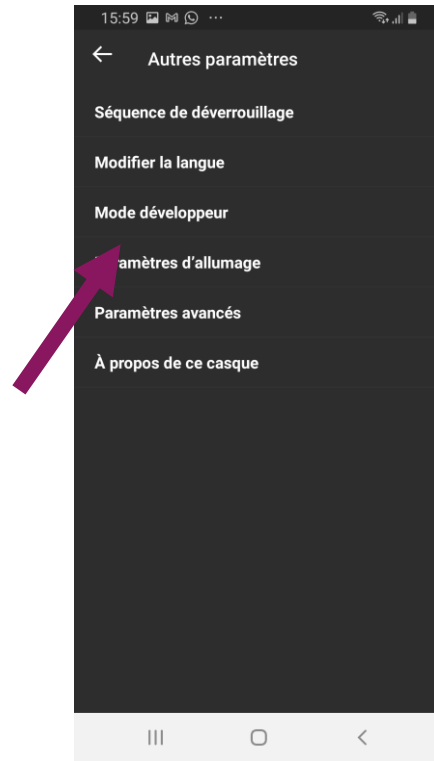 15:59
Autres paramètres
Séquence de déverrouillage
Modifier la langue
Mode développeur
Paramètres d'allumage
Paramètres avancés
À propos de ce casque